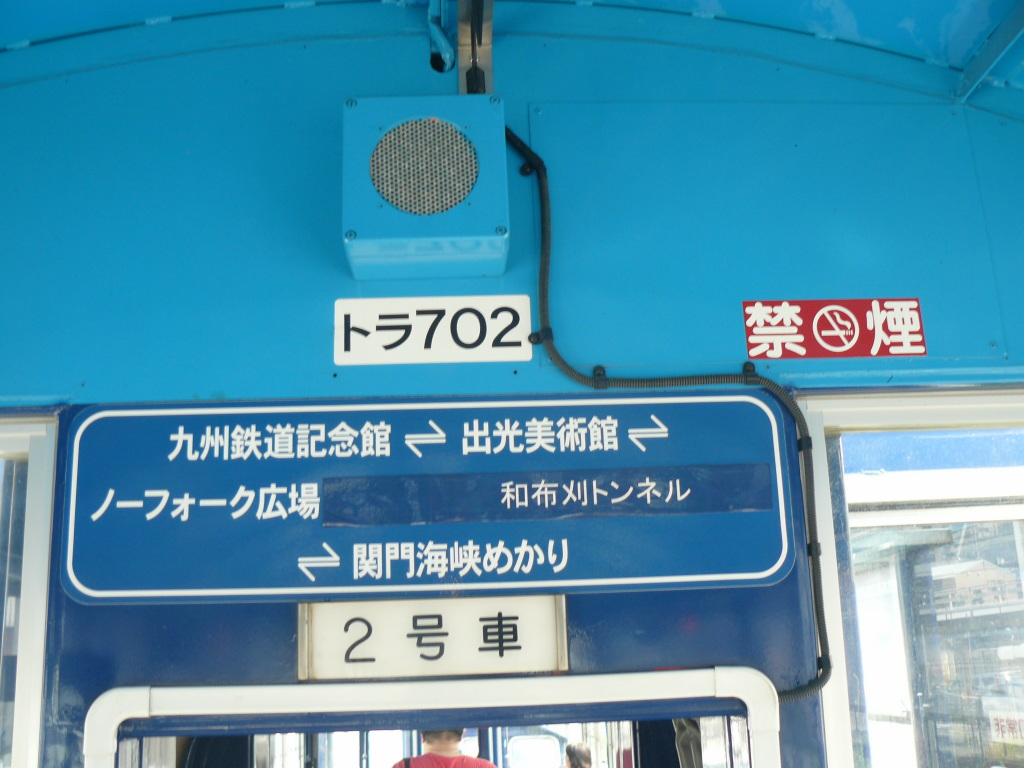 トラ702
禁煙
九州鉄道記念館 ⇌ 出光美術館 ⇌
ノーフォーク広場 和布刈トンネル
⇌ 関門海峡めかり
2号車
非常